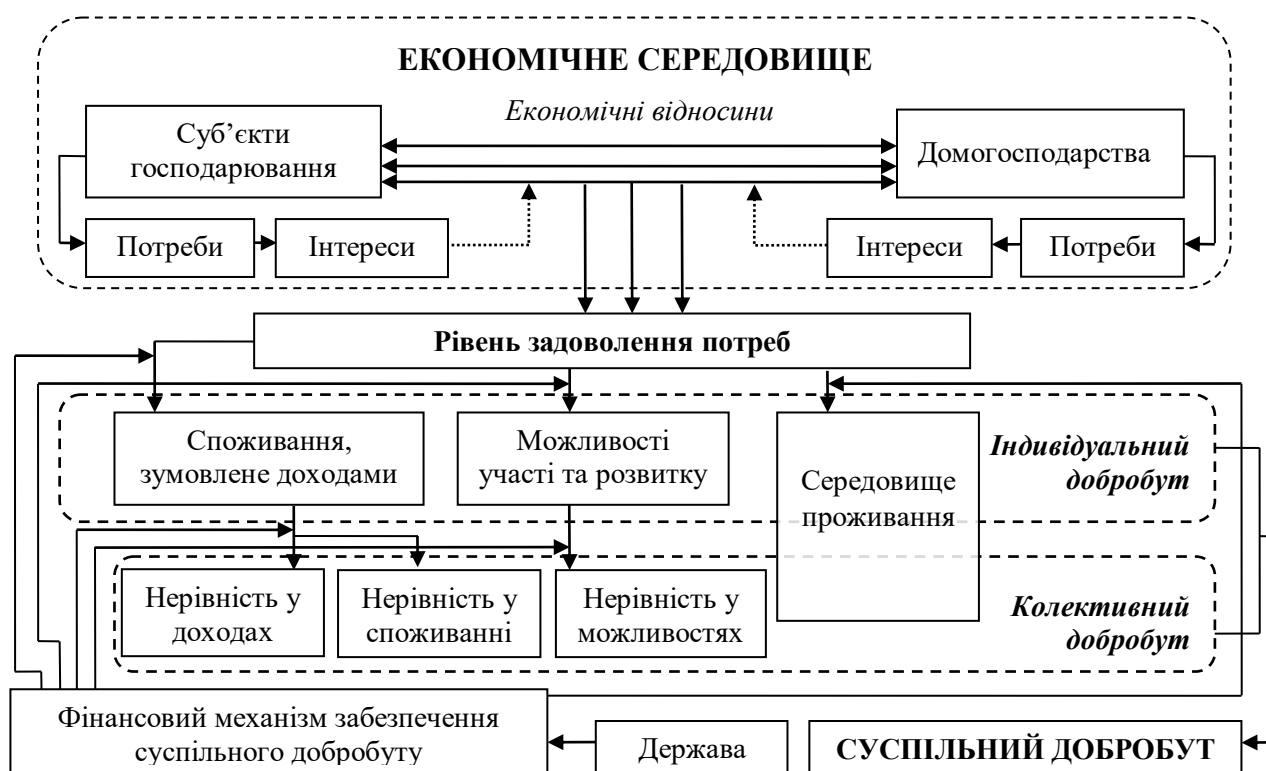 ЕКОНОМІЧНЕ СЕРЕДОВИЩЕ
Економічні відносини
Суб’єкти
господарювання
Домогосподарства
Потреби
Інтереси
Інтереси
Потреби
Рівень задоволення потреб
Споживання,
зумовлене доходами
Можливості
участі та розвитку
Середовище
проживання
Індивідуальний
добробут
Нерівність у
доходах
Нерівність у
споживанні
Нерівність у
можливостях
Колективний
добробут
Фінансовий механізм забезпечення
суспільного добробуту
Держава
СУСПІЛЬНИЙ ДОБРОБУТ